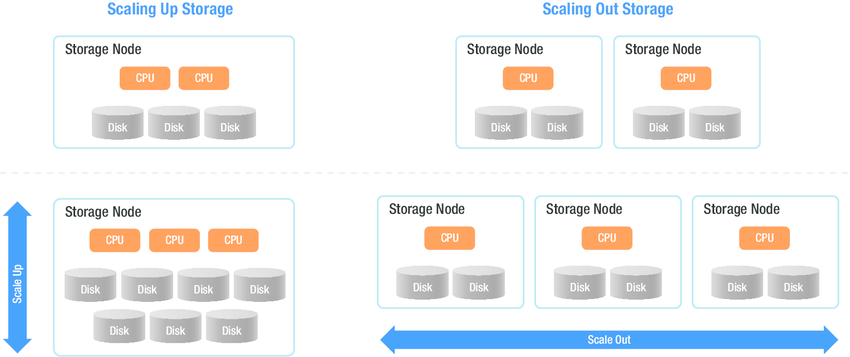 Scaling Up Storage
Scaling Out Storage
Storage Node
CPU CPU
Disk Disk Disk
Storage Node
CPU
Disk Disk
Storage Node
CPU
Disk Disk
Scale Up
Storage Node
CPU CPU CPU
Disk Disk Disk Disk
Disk Disk Disk
Storage Node
CPU
Disk Disk
Storage Node
CPU
Disk Disk
Storage Node
CPU
Disk Disk
Scale Out